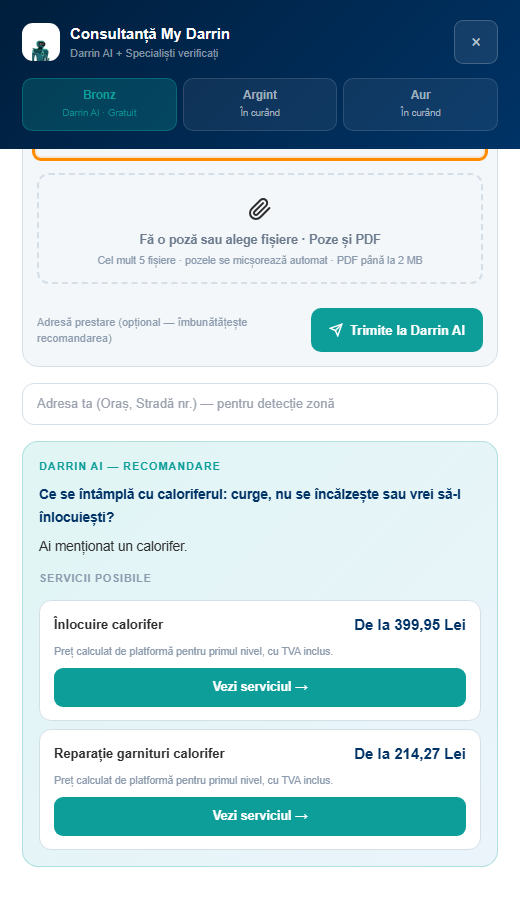 Consultanță My Darrin
Darrin AI + Specialiști verificați
×
Bronz
Darrin AI · Gratuit
Argint
În curând
Aur
În curând
Fă o poză sau alege fișiere · Poze și PDF
Cel mult 5 fișiere · pozele se micșorează automat · PDF până la 2 MB
Adresă prestare (opțional — îmbunătățește
recomandarea)
Trimite la Darrin AI
Adresa ta (Oraș, Stradă nr.) — pentru detecție zonă
DARRIN AI — RECOMANDARE
Ce se întâmplă cu caloriferul: curge, nu se încălzește sau vrei să-l
înlocuiești?
Ai menționat un calorifer.
SERVICII POSIBILE
Înlocuire calorifer
De la 399,95 Lei
Preț calculat de platformă pentru primul nivel, cu TVA inclus.
Vezi serviciul →
Reparație garnituri calorifer
De la 214,27 Lei
Preț calculat de platformă pentru primul nivel, cu TVA inclus.
Vezi serviciul →